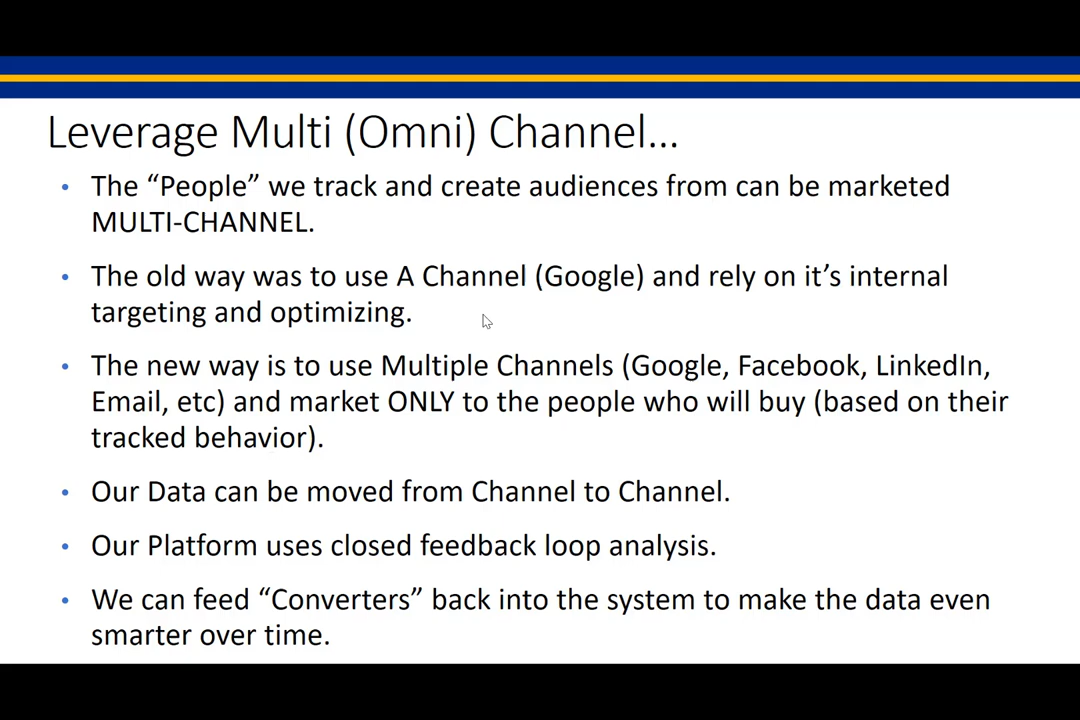 Leverage Multi (Omni) Channel...
• The “People” we track and create audiences from can be marketed
MULTI-CHANNEL.
• The old way was to use A Channel (Google) and rely on it’s internal
targeting and optimizing.
• The new way is to use Multiple Channels (Google, Facebook, LinkedIn,
Email, etc) and market ONLY to the people who will buy (based on their
tracked behavior).
• Our Data can be moved from Channel to Channel.
• Our Platform uses closed feedback loop analysis.
• We can feed “Converters” back into the system to make the data even
smarter over time.